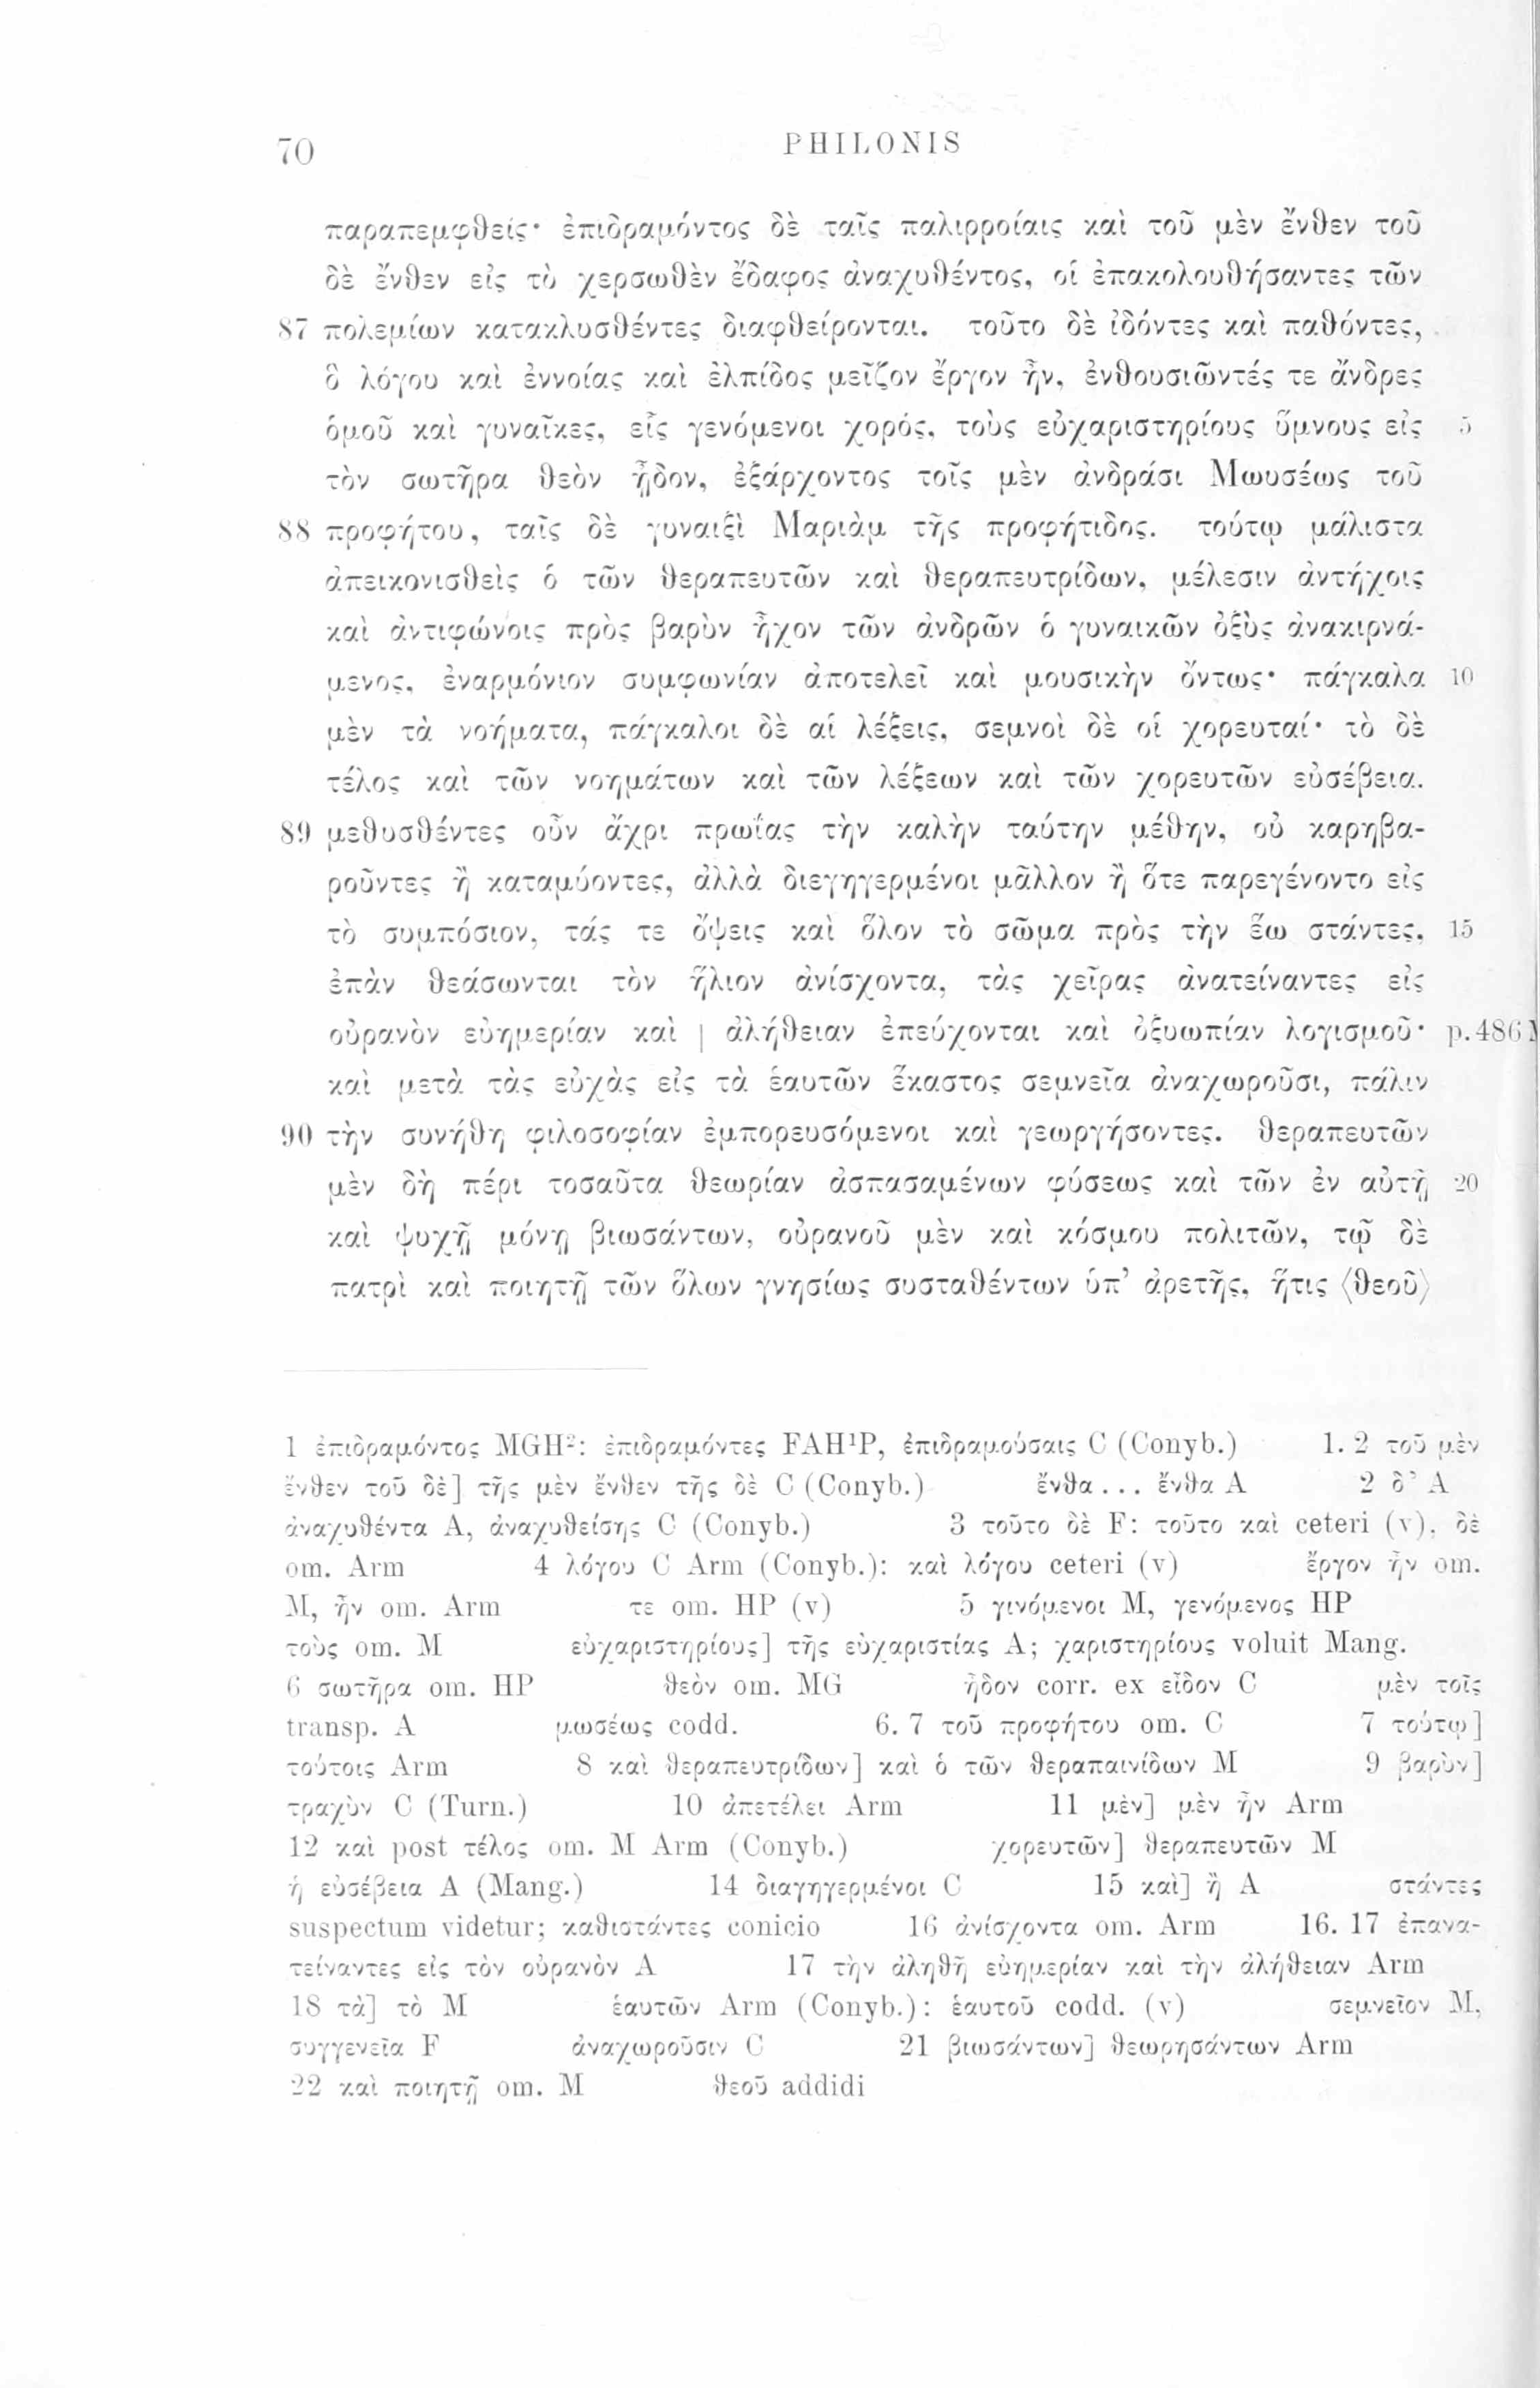 70 PHILONIS
παραπεμφθείς· ἐπιδραμόντος δὲ ταῖς παλιρροίαις καὶ τοῦ μὲν ἔνθεν τοῦ
δὲ ἔνθεν εἰς τὸ χερσωθὲν ἔδαφος ἀναχυθέντος, οἱ ἐπακολουθήσαντες τῶν
87 πολεμίων κατακλυσθέντες διαφθείρονται. τοῦτο δὲ ἰδόντες καὶ παθόντες,
ὃ λόγου καὶ ἐννοίας καὶ ἐλπίδος μεῖζον ἔργον ἦν, ἐνθουσιῶντές τε ἄνδρες
ὁμοῦ καὶ γυναῖκες, εἷς γενόμενοι χορός, τοὺς εὐχαριστηρίους ὕμνους εἰς 5
τὸν σωτῆρα θεὸν ᾖδον, ἐξάρχοντος τοῖς μὲν ἀνδράσι Μωυσέως τοῦ
88 προφήτου, ταῖς δὲ γυναιξὶ Μαριὰμ τῆς προφήτιδος. τούτῳ μάλιστα
ἀπεικονισθεὶς ὁ τῶν θεραπευτῶν καὶ θεραπευτρίδων, μέλεσιν ἀντήχοις
καὶ ἀντιφώνοις πρὸς βαρὺν ἦχον τῶν ἀνδρῶν ὁ γυναικῶν ὀξὺς ἀνακιρνά-
μενος, ἐναρμόνιον συμφωνίαν ἀποτελεῖ καὶ μουσικὴν ὄντως· πάγκαλα 10
μὲν τὰ νοήματα, πάγκαλοι δὲ αἱ λέξεις, σεμνοὶ δὲ οἱ χορευταί· τὸ δὲ
τέλος καὶ τῶν νοημάτων καὶ τῶν λέξεων καὶ τῶν χορευτῶν εὐσέβεια.
89 μεθυσθέντες οὖν ἄχρι πρωΐας τὴν καλὴν ταύτην μέθην, οὐ καρηβα-
ροῦντες ἢ καταμύοντες, ἀλλὰ διεγηγερμένοι μᾶλλον ἢ ὅτε παρεγένοντο εἰς
τὸ συμπόσιον, τάς τε ὄψεις καὶ ὅλον τὸ σῶμα πρὸς τὴν ἕω στάντες, 15
ἐπὰν θεάσωνται τὸν ἥλιον ἀνίσχοντα, τὰς χεῖρας ἀνατείναντες εἰς
οὐρανὸν εὐημερίαν καὶ | ἀλήθειαν ἐπεύχονται καὶ ὀξυωπίαν λογισμοῦ· p.486
καὶ μετὰ τὰς εὐχὰς εἰς τὰ ἑαυτῶν ἕκαστος σεμνεῖα ἀναχωροῦσι, πάλιν
90 τὴν συνήθη φιλοσοφίαν ἐμπορευσόμενοι καὶ γεωργήσοντες. θεραπευτῶν
μὲν δὴ πέρι τοσαῦτα θεωρίαν ἀσπασαμένων φύσεως καὶ τῶν ἐν αὐτῇ 20
καὶ ψυχῇ μόνῃ βιωσάντων, οὐρανοῦ μὲν καὶ κόσμου πολιτῶν, τῷ δὲ
πατρὶ καὶ ποιητῇ τῶν ὅλων γνησίως συσταθέντων ὑπ’ ἀρετῆς, ἥτις ⟨θεοῦ⟩
1 ἐπιδραμόντος MGH²: ἐπιδραμόντες FAH¹P, ἐπιδραμούσαις C (Conyb.) 1. 2 τοῦ μὲν
ἔνθεν τοῦ δὲ] τῆς μὲν ἔνθεν τῆς δὲ C (Conyb.) ἔνθα... ἔνθα A 2 δ’ A
ἀναχυθέντα A, ἀναχυθείσης C (Conyb.) 3 τοῦτο δὲ F: τοῦτο καὶ ceteri (v), δὲ
om. Arm 4 λόγου C Arm (Conyb.): καὶ λόγου ceteri (v) ἔργον ἦν om.
M, ἦν om. Arm τε om. HP (v) 5 γινόμενοι M, γενόμενος HP
τοὺς om. M εὐχαριστηρίους] τῆς εὐχαριστίας A; χαριστηρίους voluit Mang.
6 σωτῆρα om. HP θεὸν om. MG ᾖδον corr. ex εἶδον C μὲν τοῖς
transp. A μωσέως codd. 6. 7 τοῦ προφήτου om. C 7 τούτῳ]
τούτοις Arm 8 καὶ θεραπευτρίδων] καὶ ὁ τῶν θεραπαινίδων M 9 βαρὺν]
τραχὺν C (Turn.) 10 ἀπετέλει Arm 11 μὲν] μὲν ἦν Arm
12 καὶ post τέλος om. M Arm (Conyb.) χορευτῶν] θεραπευτῶν M
ἡ εὐσέβεια A (Mang.) 14 διαγηγερμένοι C 15 καὶ] ἢ A στάντες
suspectum videtur; καθιστάντες conicio 16 ἀνίσχοντα om. Arm 16. 17 ἐπανα-
τείναντες εἰς τὸν οὐρανὸν A 17 τὴν ἀληθῆ εὐημερίαν καὶ τὴν ἀλήθειαν Arm
18 τὰ] τὸ M ἑαυτῶν Arm (Conyb.): ἑαυτοῦ codd. (v) σεμνεῖον M,
συγγενεῖα F ἀναχωροῦσιν C 21 βιωσάντων] θεωρησάντων Arm
22 καὶ ποιητῇ om. M θεοῦ addidi